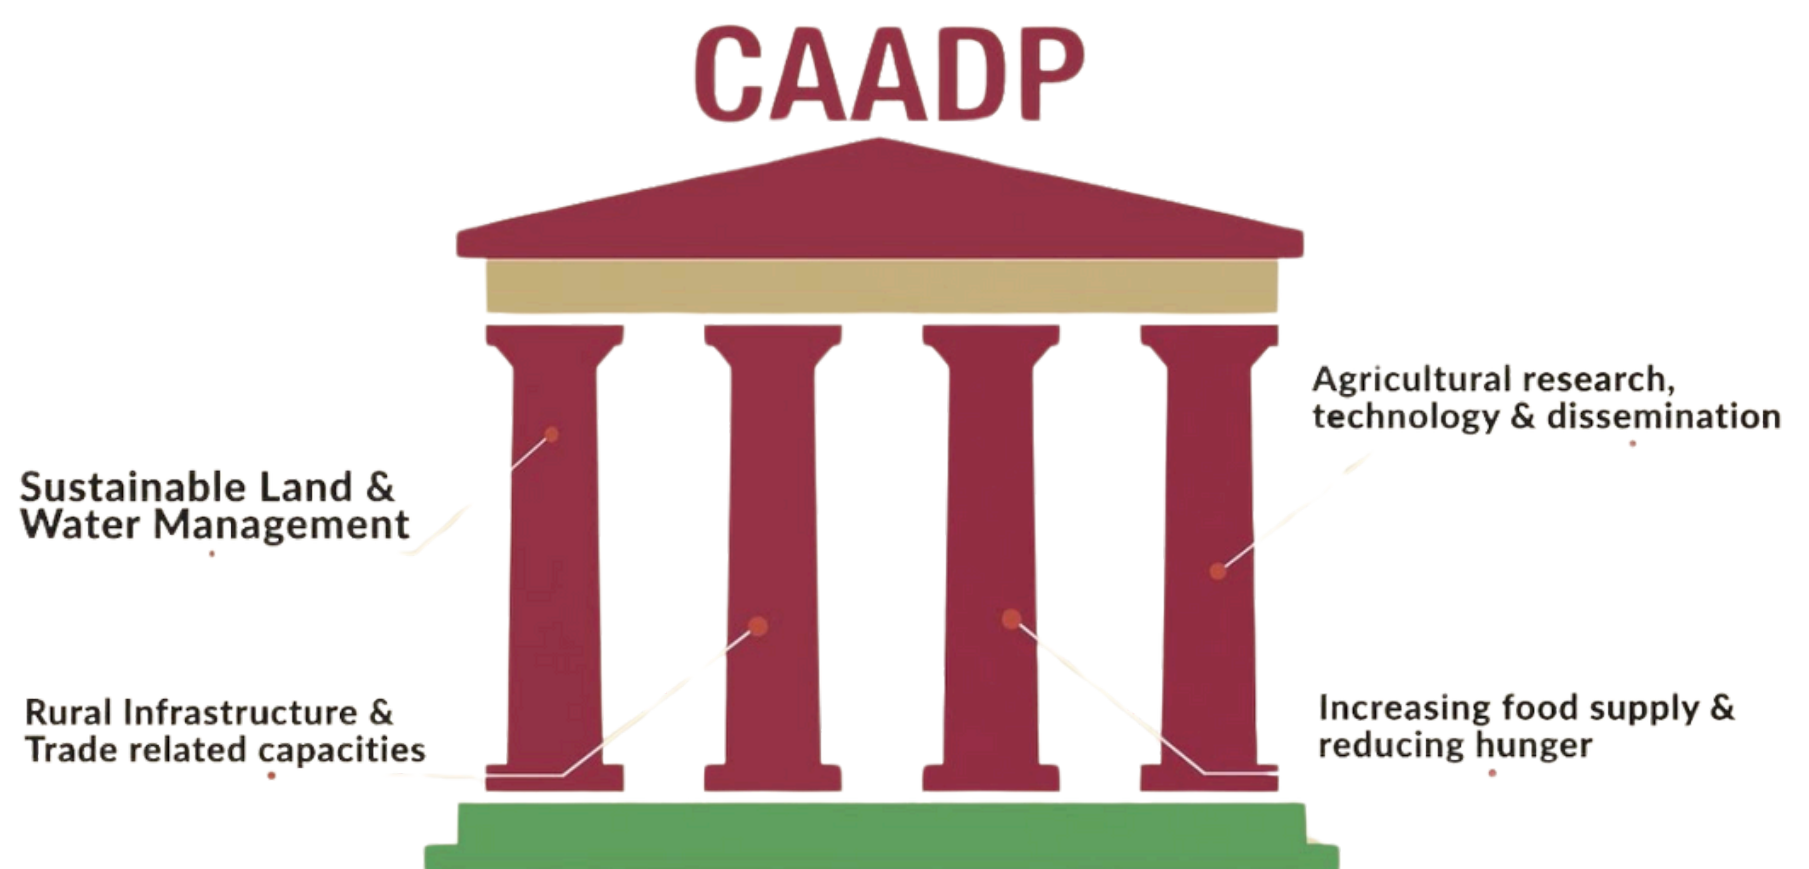 CAADP
Agricultural research,
technology & dissemination
Sustainable Land &
Water Management
Rural Infrastructure &
Trade related capacities
Increasing food supply &
reducing hunger